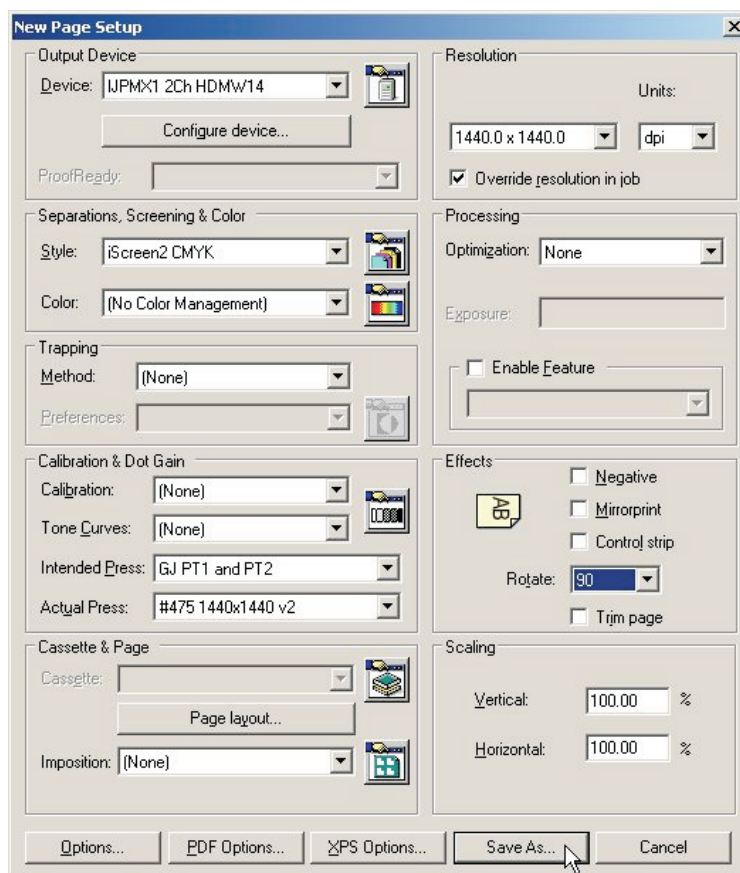 New Page Setup
Output Device
Device: IJPMX1 2Ch HDMW14
Configure device...
ProofReady:
Separations, Screening & Color
Style: iScreen2 CMYK
Color: (No Color Management)
Trapping
Method: (None)
Preferences:
Calibration & Dot Gain
Calibration: (None)
Tone Curves: (None)
Intended Press: GJ PT1 and PT2
Actual Press: #475 1440x1440 v2
Cassette & Page
Cassette:
Page layout...
Imposition: (None)
Resolution
Units:
1440.0 x 1440.0 dpi
Override resolution in job
Processing
Optimization: None
Exposure:
Enable Feature
Effects
AB
Negative
Mirrorprint
Control strip
Rotate: 90
Trim page
Scaling
Vertical: 100.00 %
Horizontal: 100.00 %
Options... PDF Options... XPS Options... Save As... Cancel